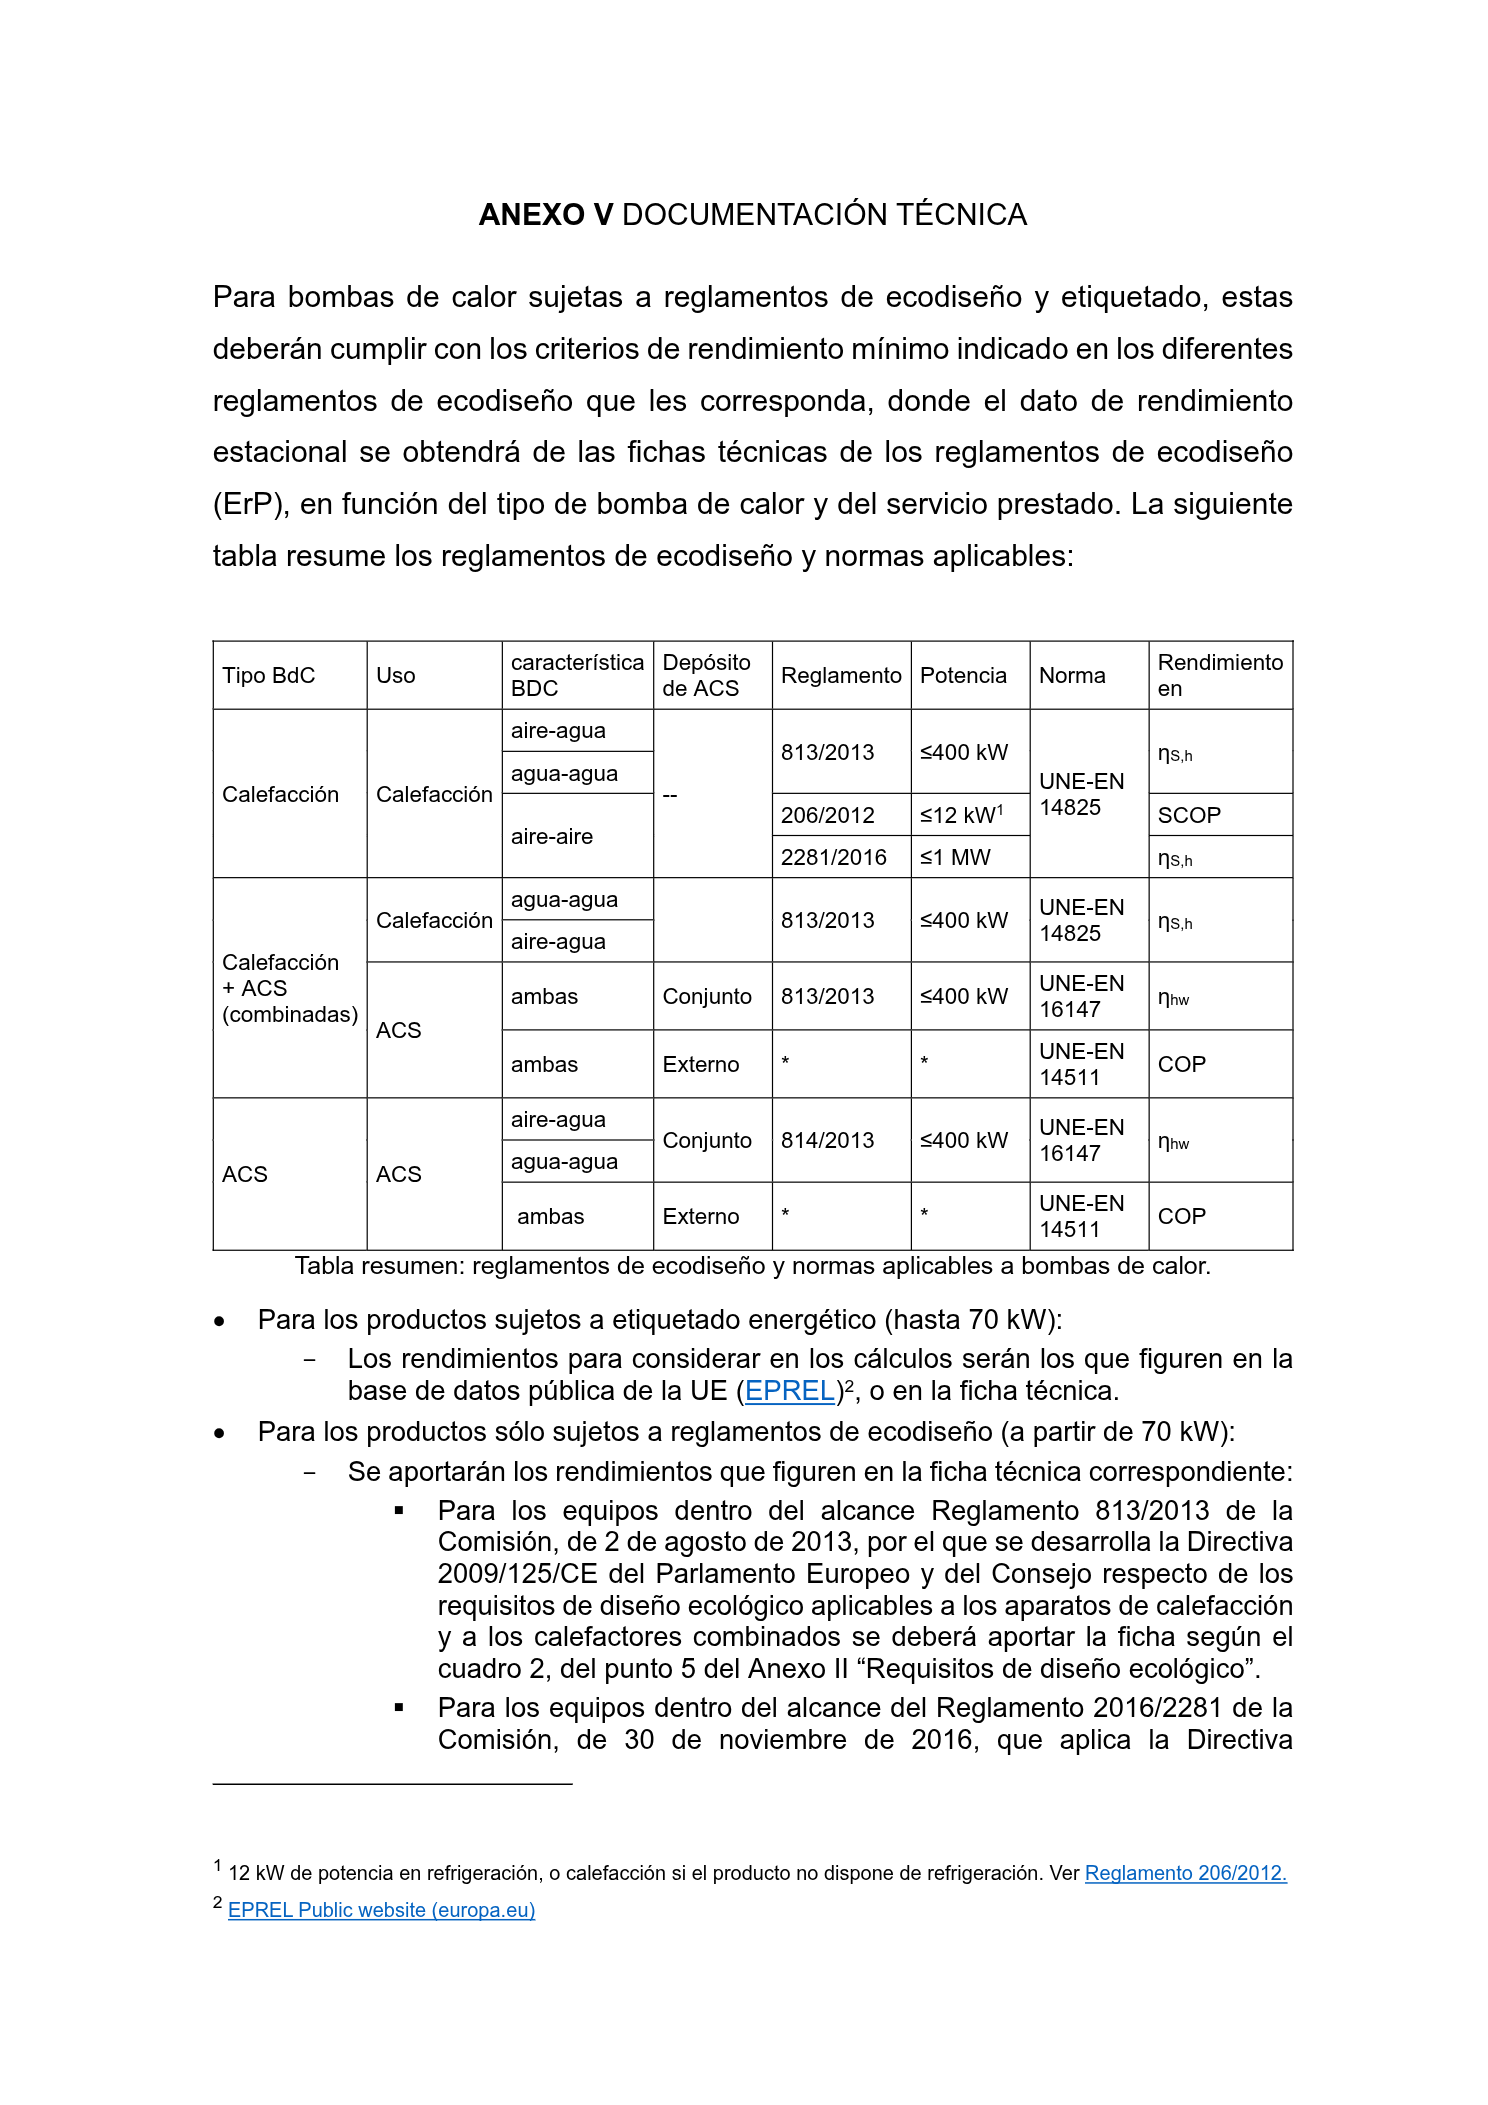 ANEXO V DOCUMENTACIÓN TÉCNICA
Para bombas de calor sujetas a reglamentos de ecodiseño y etiquetado, estas
deberán cumplir con los criterios de rendimiento mínimo indicado en los diferentes
reglamentos de ecodiseño que les corresponda, donde el dato de rendimiento
estacional se obtendrá de las fichas técnicas de los reglamentos de ecodiseño
(ErP), en función del tipo de bomba de calor y del servicio prestado. La siguiente
tabla resume los reglamentos de ecodiseño y normas aplicables:
Tipo BdC Uso característica BDC Depósito de ACS Reglamento Potencia Norma Rendimiento en
Calefacción Calefacción aire-agua -- 813/2013 ≤400 kW UNE-EN 14825 ηS,h
agua-agua
aire-aire 206/2012 ≤12 kW1 SCOP
2281/2016 ≤1 MW ηS,h
Calefacción + ACS (combinadas) Calefacción agua-agua 813/2013 ≤400 kW UNE-EN 14825 ηS,h
aire-agua
ACS ambas Conjunto 813/2013 ≤400 kW UNE-EN 16147 ηhw
ambas Externo * * UNE-EN 14511 COP
ACS ACS aire-agua Conjunto 814/2013 ≤400 kW UNE-EN 16147 ηhw
agua-agua
ambas Externo * * UNE-EN 14511 COP
Tabla resumen: reglamentos de ecodiseño y normas aplicables a bombas de calor.
• Para los productos sujetos a etiquetado energético (hasta 70 kW):
− Los rendimientos para considerar en los cálculos serán los que figuren en la
base de datos pública de la UE (EPREL)2, o en la ficha técnica.
• Para los productos sólo sujetos a reglamentos de ecodiseño (a partir de 70 kW):
− Se aportarán los rendimientos que figuren en la ficha técnica correspondiente:
▪ Para los equipos dentro del alcance Reglamento 813/2013 de la
Comisión, de 2 de agosto de 2013, por el que se desarrolla la Directiva
2009/125/CE del Parlamento Europeo y del Consejo respecto de los
requisitos de diseño ecológico aplicables a los aparatos de calefacción
y a los calefactores combinados se deberá aportar la ficha según el
cuadro 2, del punto 5 del Anexo II “Requisitos de diseño ecológico”.
▪ Para los equipos dentro del alcance del Reglamento 2016/2281 de la
Comisión, de 30 de noviembre de 2016, que aplica la Directiva
1 12 kW de potencia en refrigeración, o calefacción si el producto no dispone de refrigeración. Ver Reglamento 206/2012.
2 EPREL Public website (europa.eu)